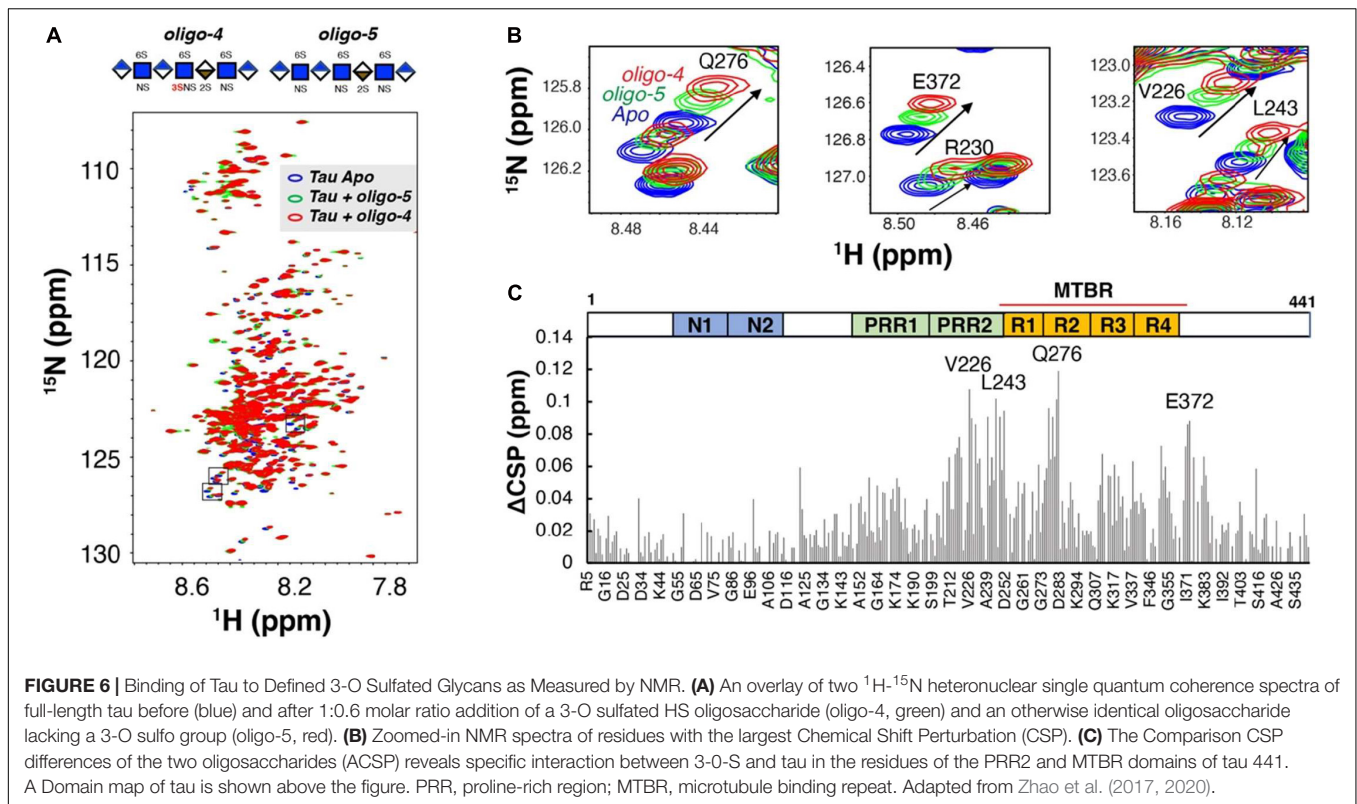 A
oligo-4 oligo-5
6S 6S 6S 6S 6S 6S
NS 3SNS 2S NS NS NS 2S NS
Tau Apo
Tau + oligo-5
Tau + oligo-4
110
115
120
125
130
15N (ppm)
8.6 8.2 7.8
1H (ppm)
B
Q276
oligo-4
oligo-5
Apo
125.8
126.0
126.2
8.48 8.44
E372
R230
126.4
126.6
126.8
127.0
8.50 8.46
V226
L243
123.0
123.2
123.4
123.6
8.16 8.12
15N (ppm)
1H (ppm)
C
MTBR
1 441
N1 N2 PRR1 PRR2 R1 R2 R3 R4
0.14
0.12
0.1
0.08
0.06
0.04
0.02
0
ΔCSP (ppm)
V226 L243 Q276 E372
R5 G16 D25 D34 K44 G55 D65 V75 G86 E96 A106 D116 A125 G134 K143 A152 G164 K174 K190 S199 T212 V226 A239 D252 G261 G273 D283 K294 Q307 K317 V337 F346 G355 I371 K383 I392 T403 S416 A426 S435
FIGURE 6 | Binding of Tau to Defined 3-O Sulfated Glycans as Measured by NMR. (A) An overlay of two 1H-15N heteronuclear single quantum coherence spectra of
full-length tau before (blue) and after 1:0.6 molar ratio addition of a 3-O sulfated HS oligosaccharide (oligo-4, green) and an otherwise identical oligosaccharide
lacking a 3-O sulfo group (oligo-5, red). (B) Zoomed-in NMR spectra of residues with the largest Chemical Shift Perturbation (CSP). (C) The Comparison CSP
differences of the two oligosaccharides (ACSP) reveals specific interaction between 3-0-S and tau in the residues of the PRR2 and MTBR domains of tau 441.
A Domain map of tau is shown above the figure. PRR, proline-rich region; MTBR, microtubule binding repeat. Adapted from Zhao et al. (2017, 2020).